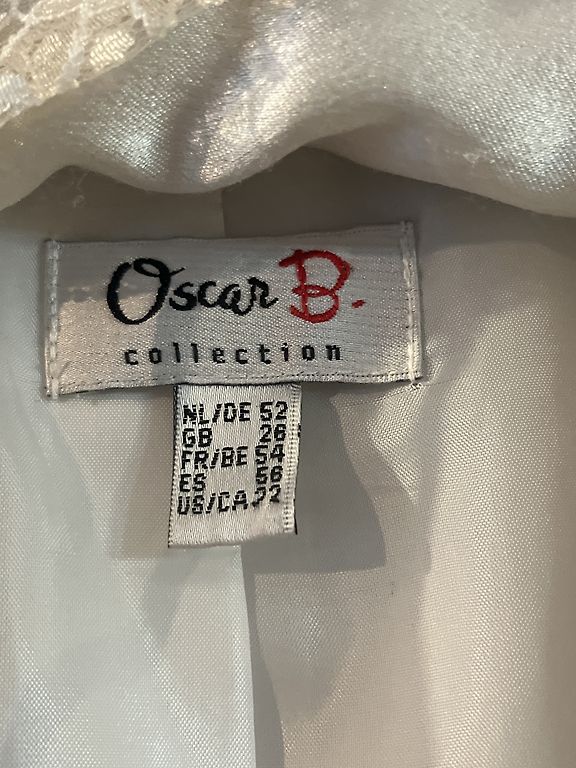 Oscar B.
collection
NL/DE 52
GB 26
FR/BE 54
ES 56
US/CA 22